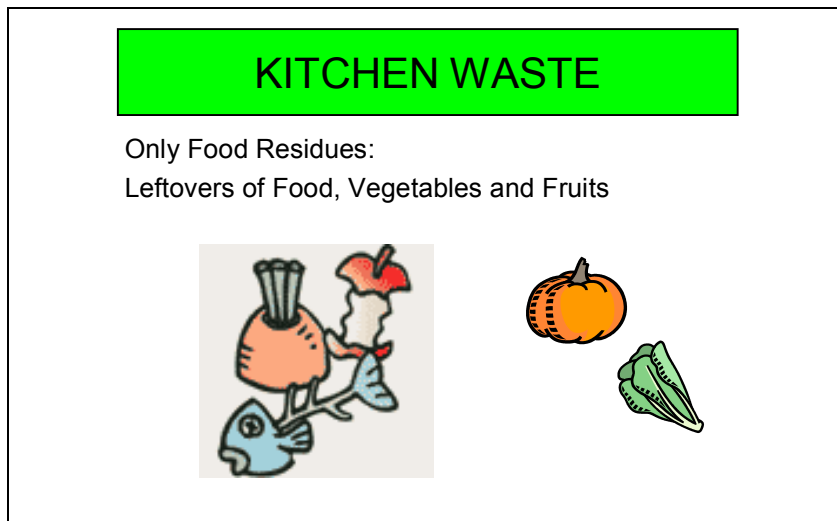 KITCHEN WASTE
Only Food Residues:
Leftovers of Food, Vegetables and Fruits